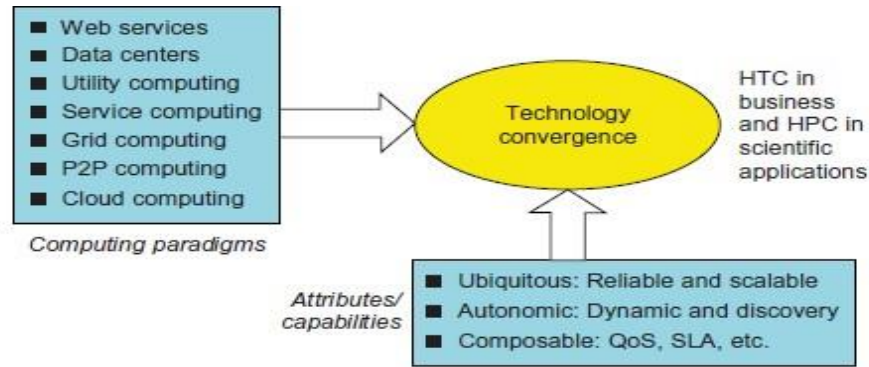 Web services
Data centers
Utility computing
Service computing
Grid computing
P2P computing
Cloud computing
Computing paradigms
Technology
convergence
HTC in
business
and HPC in
scientific
applications
Attributes/
capabilities
Ubiquitous: Reliable and scalable
Autonomic: Dynamic and discovery
Composable: QoS, SLA, etc.